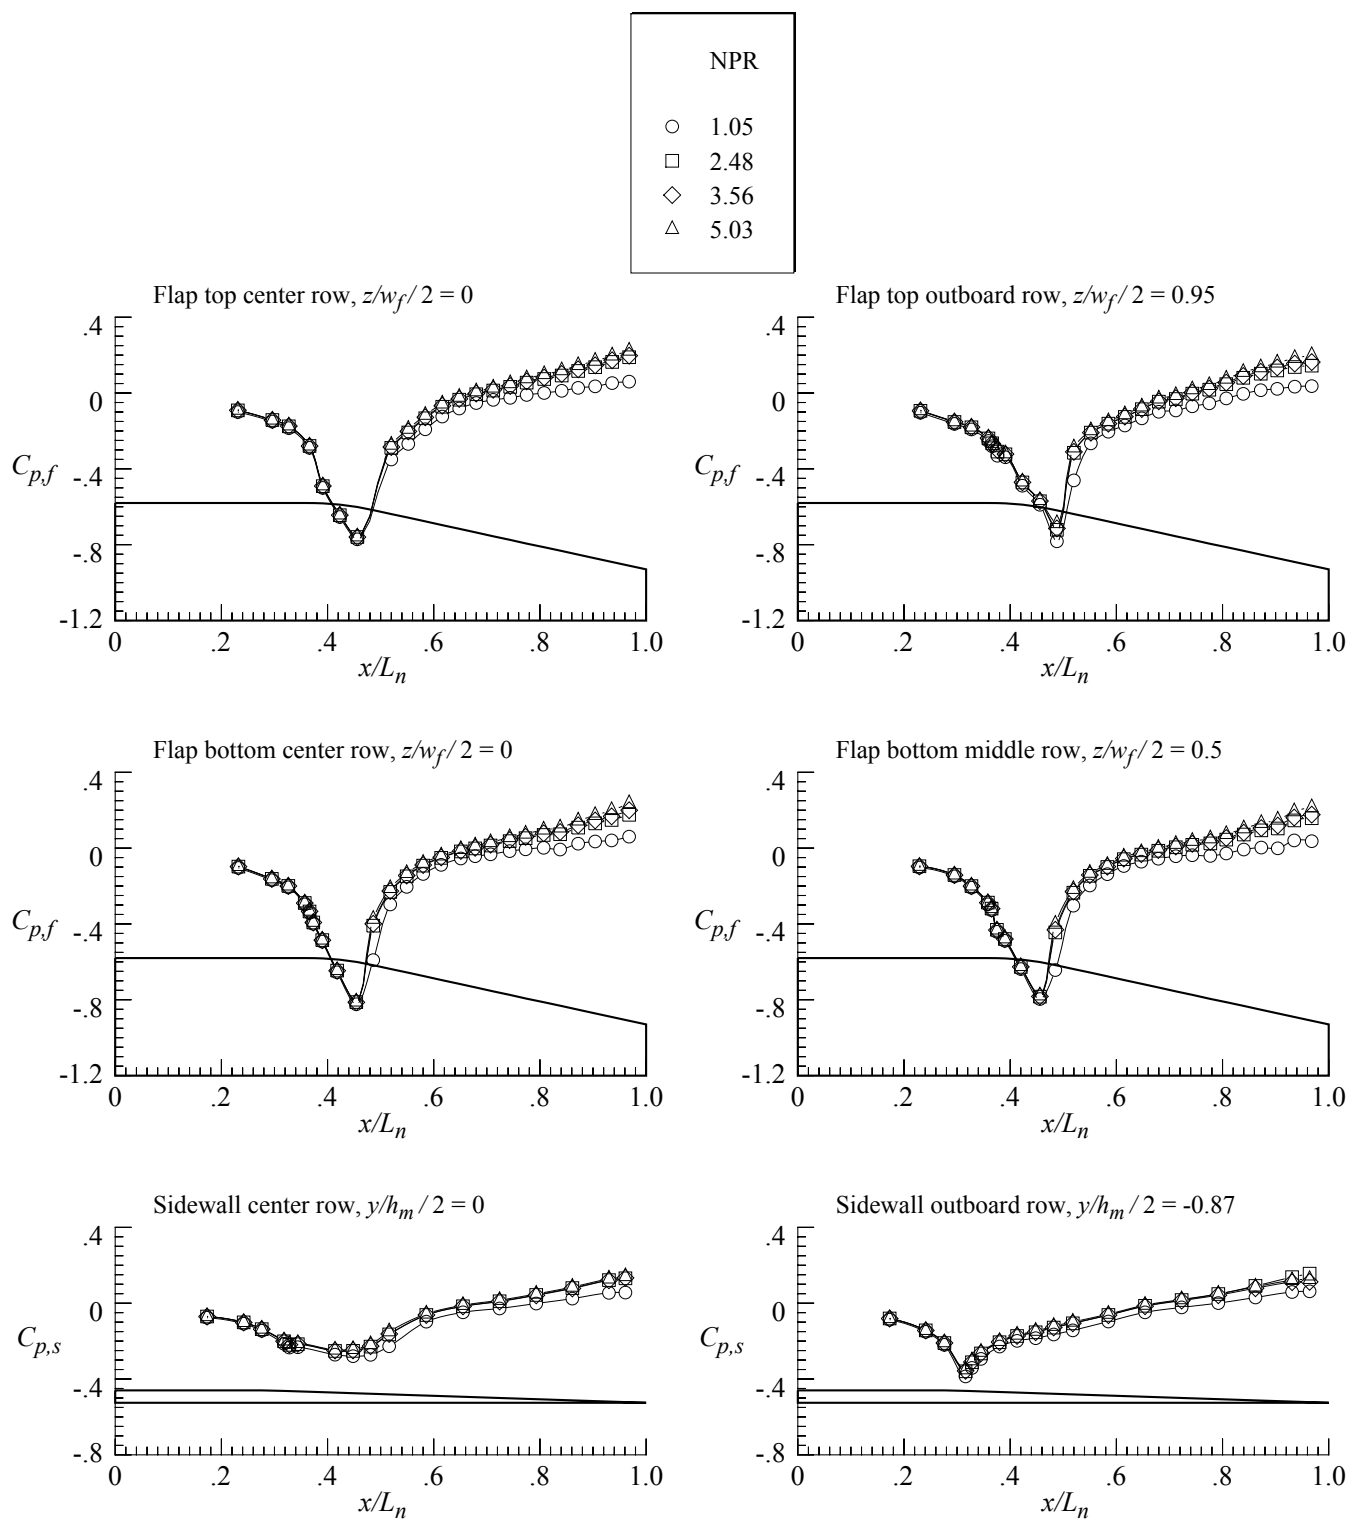 NPR
1.05
2.48
3.56
5.03
Flap top center row, z/w_f / 2 = 0
.4
0
-.4
-.8
-1.2
C_p,f
0 .2 .4 .6 .8 1.0
x/L_n
Flap top outboard row, z/w_f / 2 = 0.95
.4
0
-.4
-.8
-1.2
C_p,f
0 .2 .4 .6 .8 1.0
x/L_n
Flap bottom center row, z/w_f / 2 = 0
.4
0
-.4
-.8
-1.2
C_p,f
0 .2 .4 .6 .8 1.0
x/L_n
Flap bottom middle row, z/w_f / 2 = 0.5
.4
0
-.4
-.8
-1.2
C_p,f
0 .2 .4 .6 .8 1.0
x/L_n
Sidewall center row, y/h_m / 2 = 0
.4
0
-.4
-.8
C_p,s
0 .2 .4 .6 .8 1.0
x/L_n
Sidewall outboard row, y/h_m / 2 = -0.87
.4
0
-.4
-.8
C_p,s
0 .2 .4 .6 .8 1.0
x/L_n